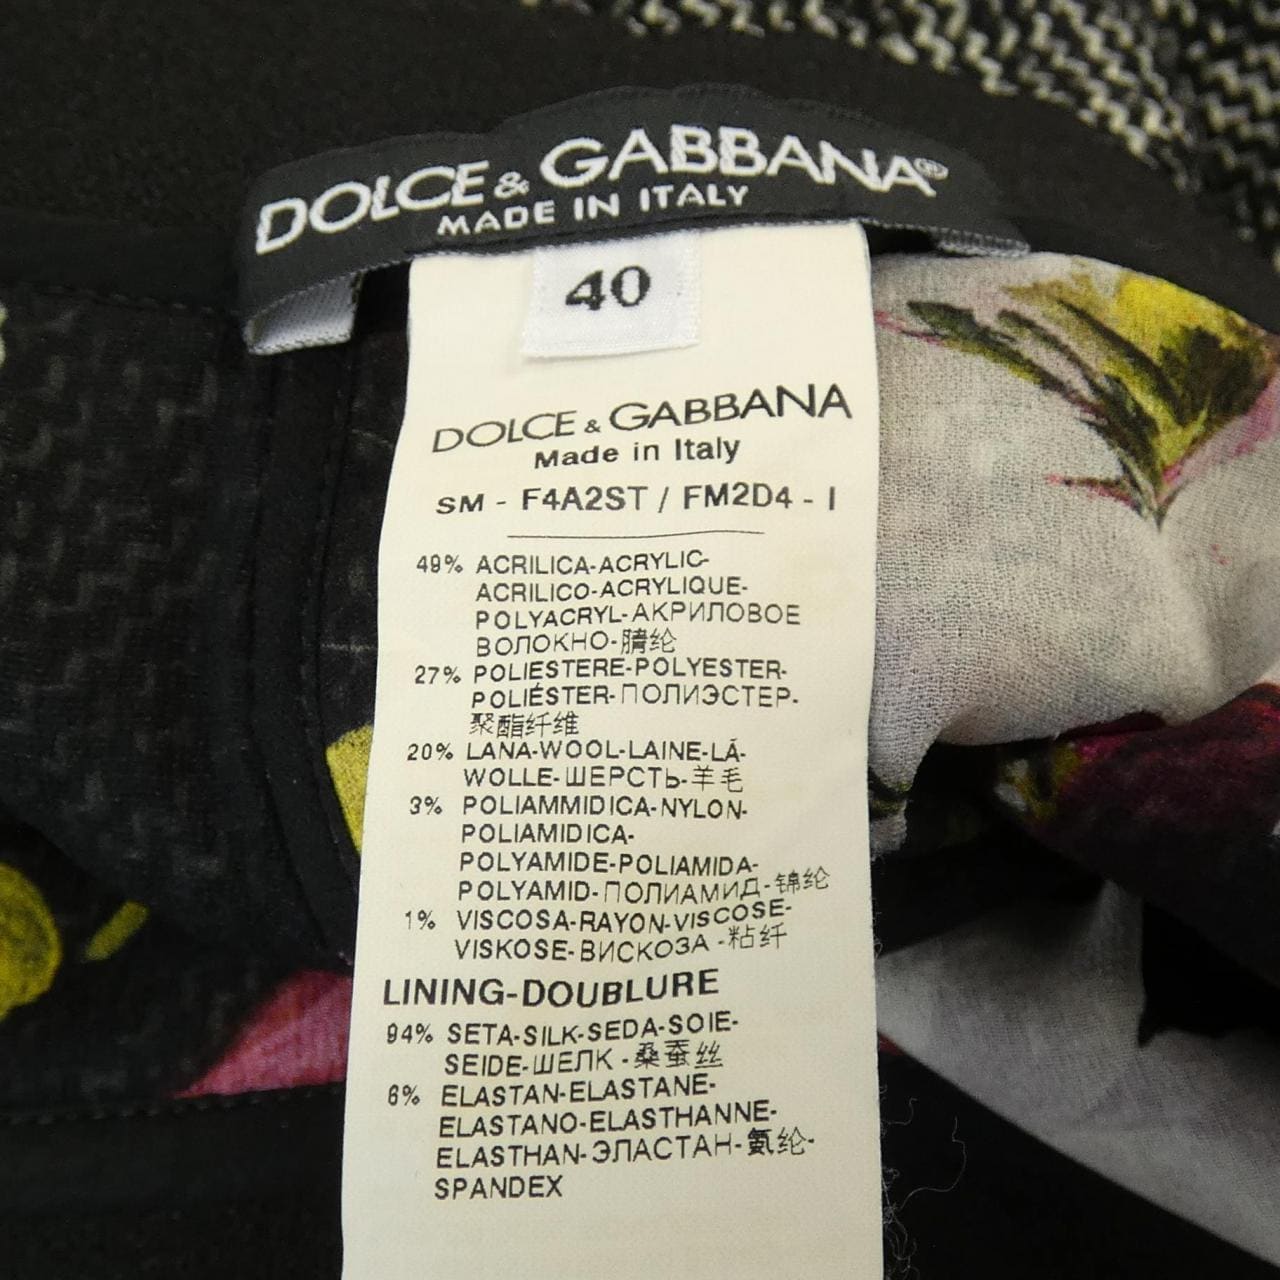 DOLCE & GABBANA®
MADE IN ITALY
40
DOLCE & GABBANA
Made in Italy
SM - F4A2ST / FM2D4 - I
49% ACRILICA-ACRYLIC-
ACRILICO-ACRYLIQUE-
POLYACRYL-АКРИЛОВОЕ
ВОЛОКНО-腈纶
27% POLIESTERE-POLYESTER-
POLIÉSTER-ПОЛИЭСТЕР-
聚酯纤维
20% LANA-WOOL-LAINE-LÃ-
WOLLE-ШЕРСТЬ-羊毛
3% POLIAMMIDICA-NYLON-
POLIAMIDICA-
POLYAMIDE-POLIAMIDA-
POLYAMID-ПОЛИАМИД-锦纶
1% VISCOSA-RAYON-VISCOSE-
VISKOSE-ВИСКОЗА-粘纤
LINING-DOUBLURE
94% SETA-SILK-SEDA-SOIE-
SEIDE-ШЕЛК-桑蚕丝
6% ELASTAN-ELASTANE-
ELASTANO-ELASTHANNE-
ELASTHAN-ЭЛАСТАН-氨纶-
SPANDEX